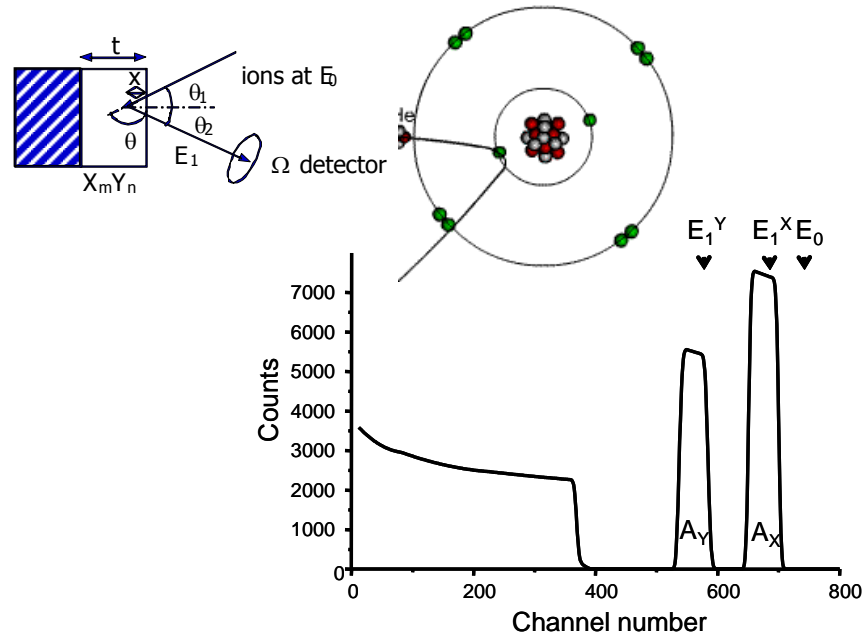 t
x
ions at E0
θ1
θ2
θ
E1
Ω detector
XmYn
He
E1Y E1X E0
7000
6000
5000
4000
3000
2000
1000
0
Counts
AY AX
0 200 400 600 800
Channel number